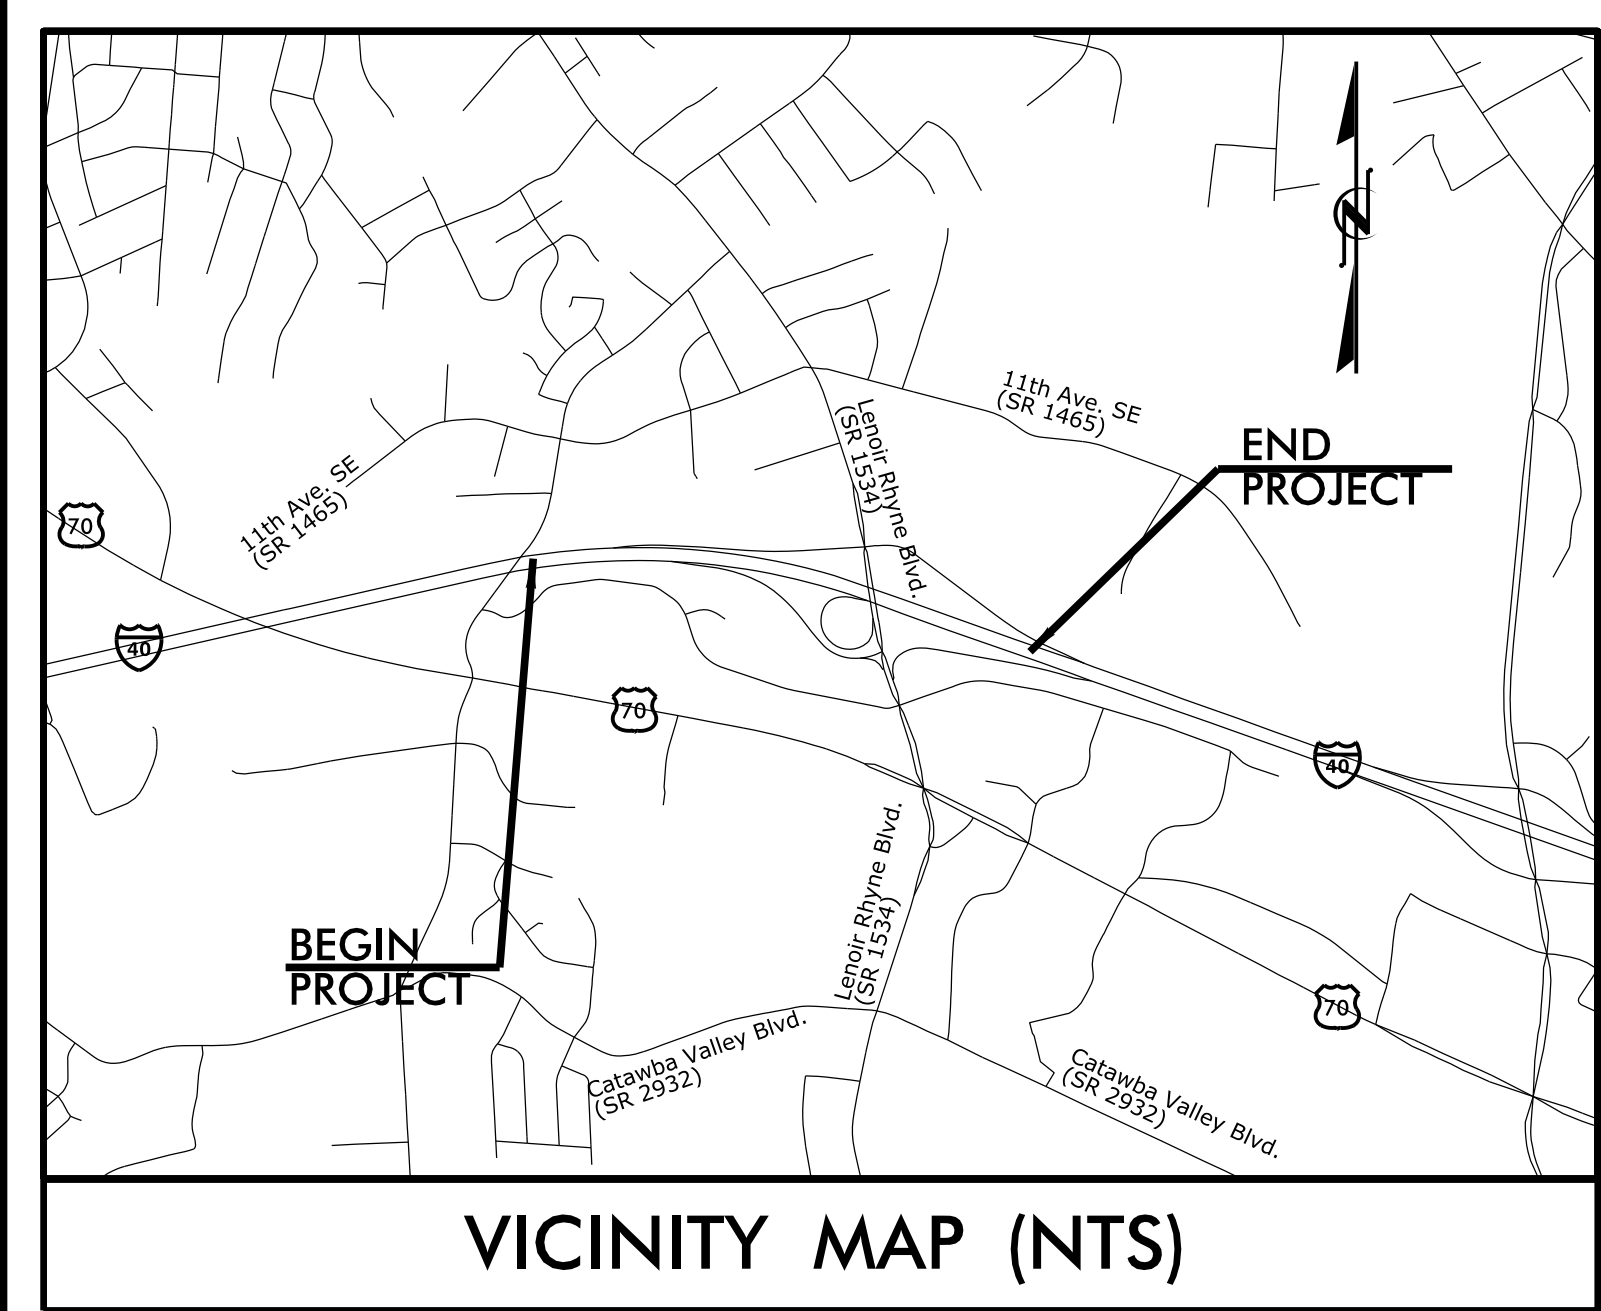 N
11th Ave. SE
(SR 1465)
Lenoir Rhyne Blvd.
(SR 1534)
END
PROJECT
11th Ave. SE
(SR 1465)
70
40
70
40
Lenoir Rhyne Blvd.
(SR 1534)
BEGIN
PROJECT
70
Catawba Valley Blvd.
(SR 2932)
Catawba Valley Blvd.
(SR 2932)
VICINITY MAP (NTS)